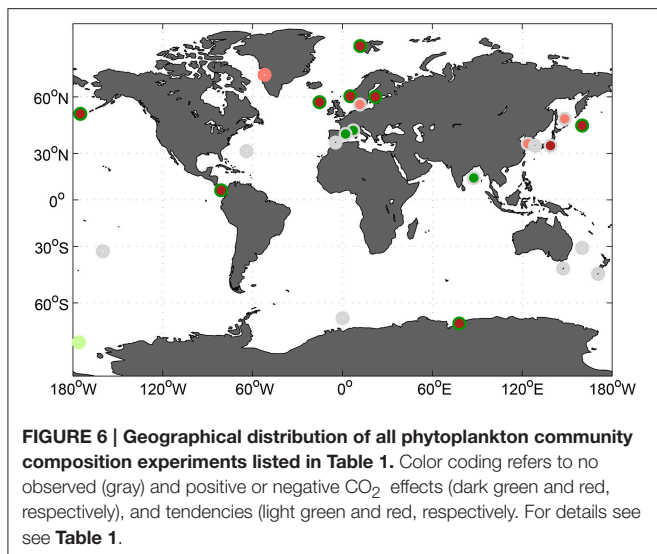 60°N
30°N
0°
30°S
60°S
180°W 120°W 60°W 0° 60°E 120°E 180°W
FIGURE 6 | Geographical distribution of all phytoplankton community
composition experiments listed in Table 1. Color coding refers to no
observed (gray) and positive or negative CO2 effects (dark green and red,
respectively), and tendencies (light green and red, respectively. For details see
see Table 1.